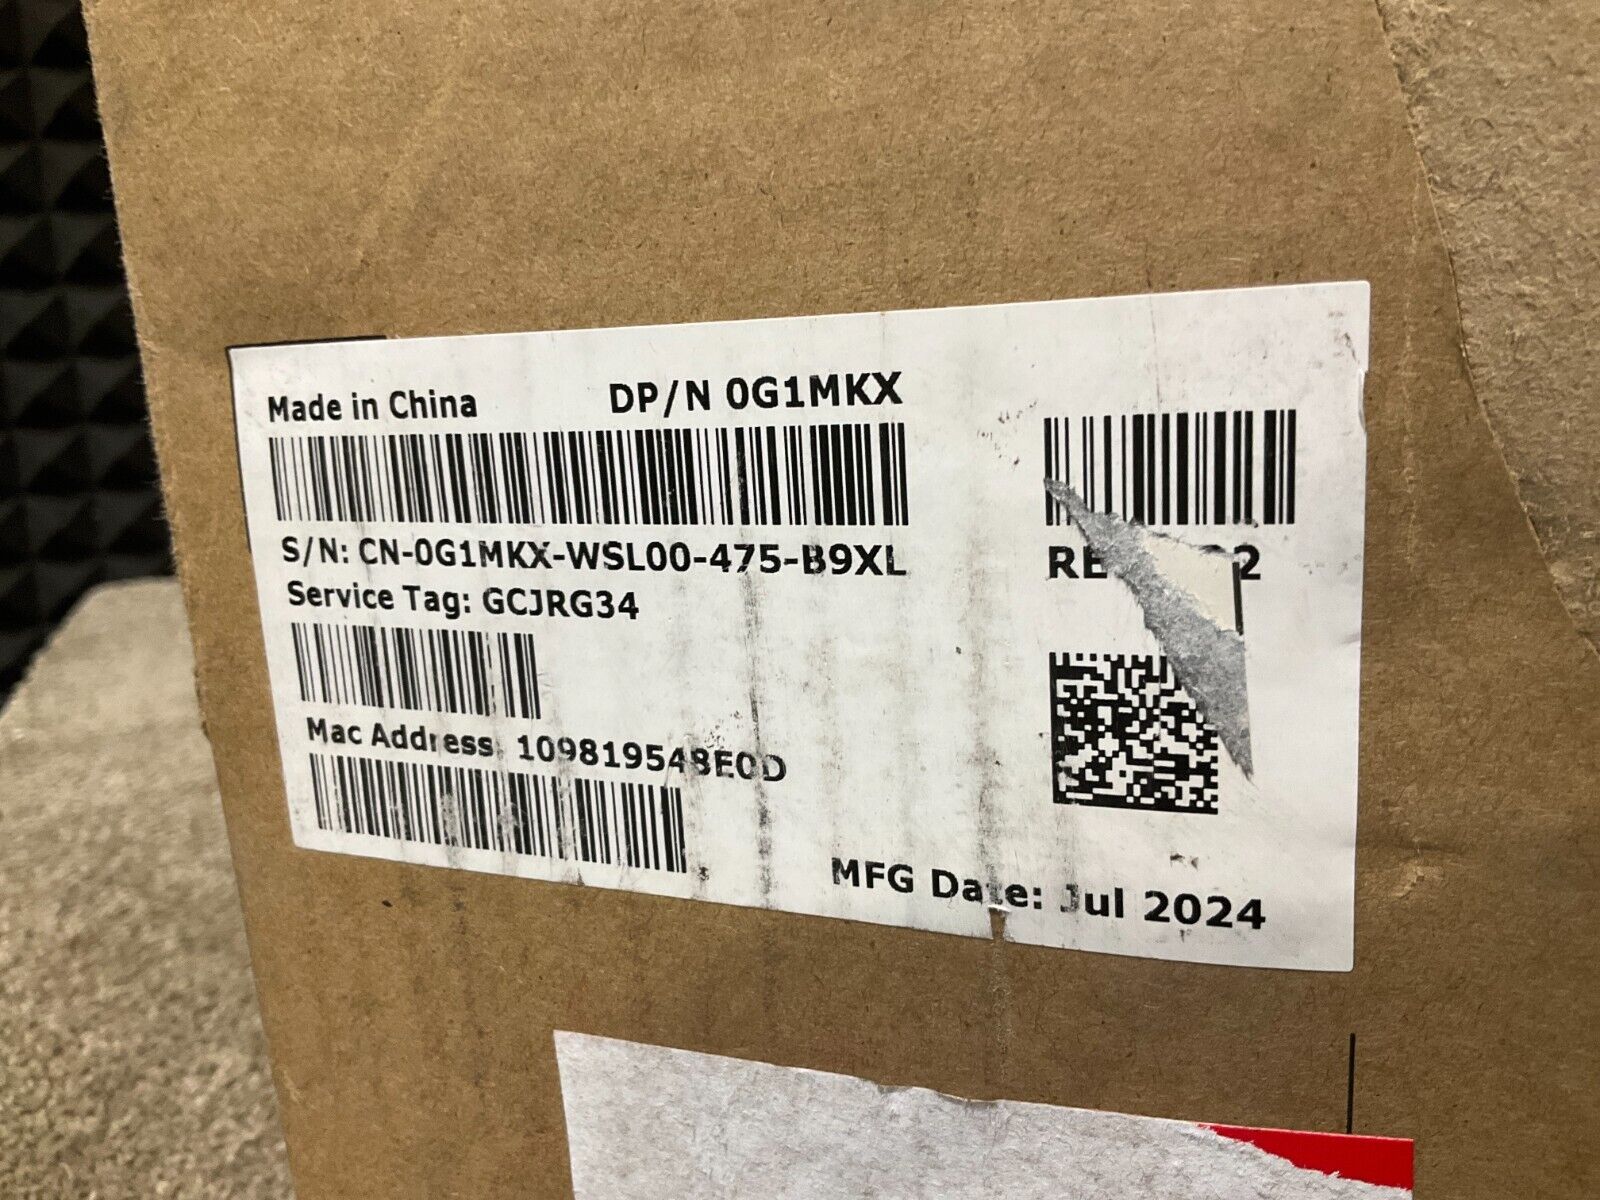 Made in China DP/N 0G1MKX
S/N: CN-0G1MKX-WSL00-475-B9XL
Service Tag: GCJRG34
Mac Address: 109819548E0D
MFG Date: Jul 2024